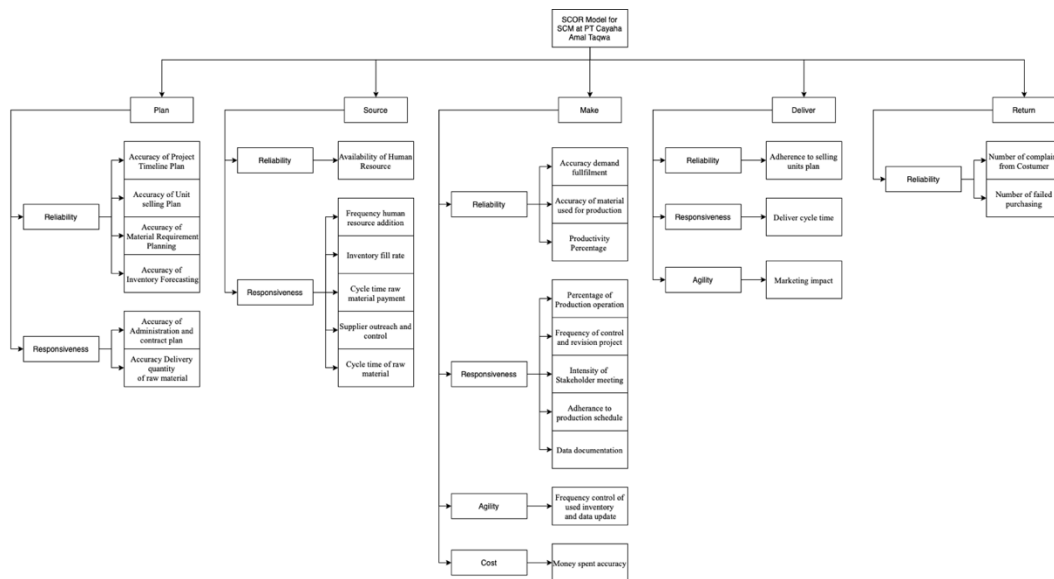 SCOR Model for
SCM at PT Cayaha
Amal Taqwa
Plan
Source
Make
Deliver
Return
Reliability
Accuracy of Project
Timeline Plan
Accuracy of Unit
selling Plan
Accuracy of
Material Requirement
Planning
Accuracy of
Inventory Forecasting
Responsiveness
Accuracy of
Administration and
contract plan
Accuracy Delivery
quantity
of raw material
Reliability
Availability of Human
Resource
Responsiveness
Frequency human
resource addition
Inventory fill rate
Cycle time raw
material payment
Supplier outreach and
control
Cycle time of raw
material
Reliability
Accuracy demand
fullfilment
Accuracy of material
used for production
Productivity
Percentage
Responsiveness
Percentage of
Production operation
Frequency of control
and revision project
Intensity of
Stakeholder meeting
Adherance to
production schedule
Data documentation
Agility
Frequency control of
used inventory
and data update
Cost
Money spent accuracy
Reliability
Adherence to selling
units plan
Responsiveness
Deliver cycle time
Agility
Marketing impact
Reliability
Number of complain
from Costumer
Number of failed
purchasing